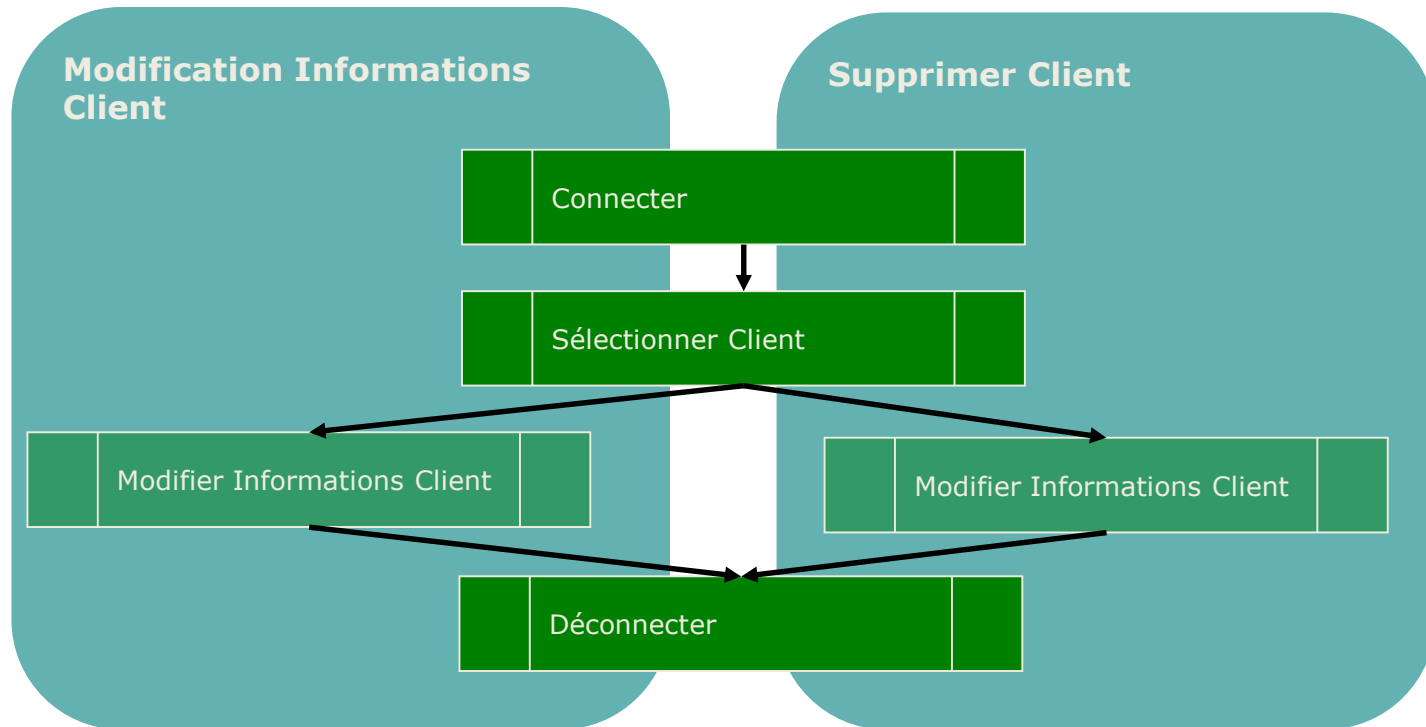 Modification Informations
Client
Supprimer Client
Connecter
Sélectionner Client
Modifier Informations Client
Modifier Informations Client
Déconnecter